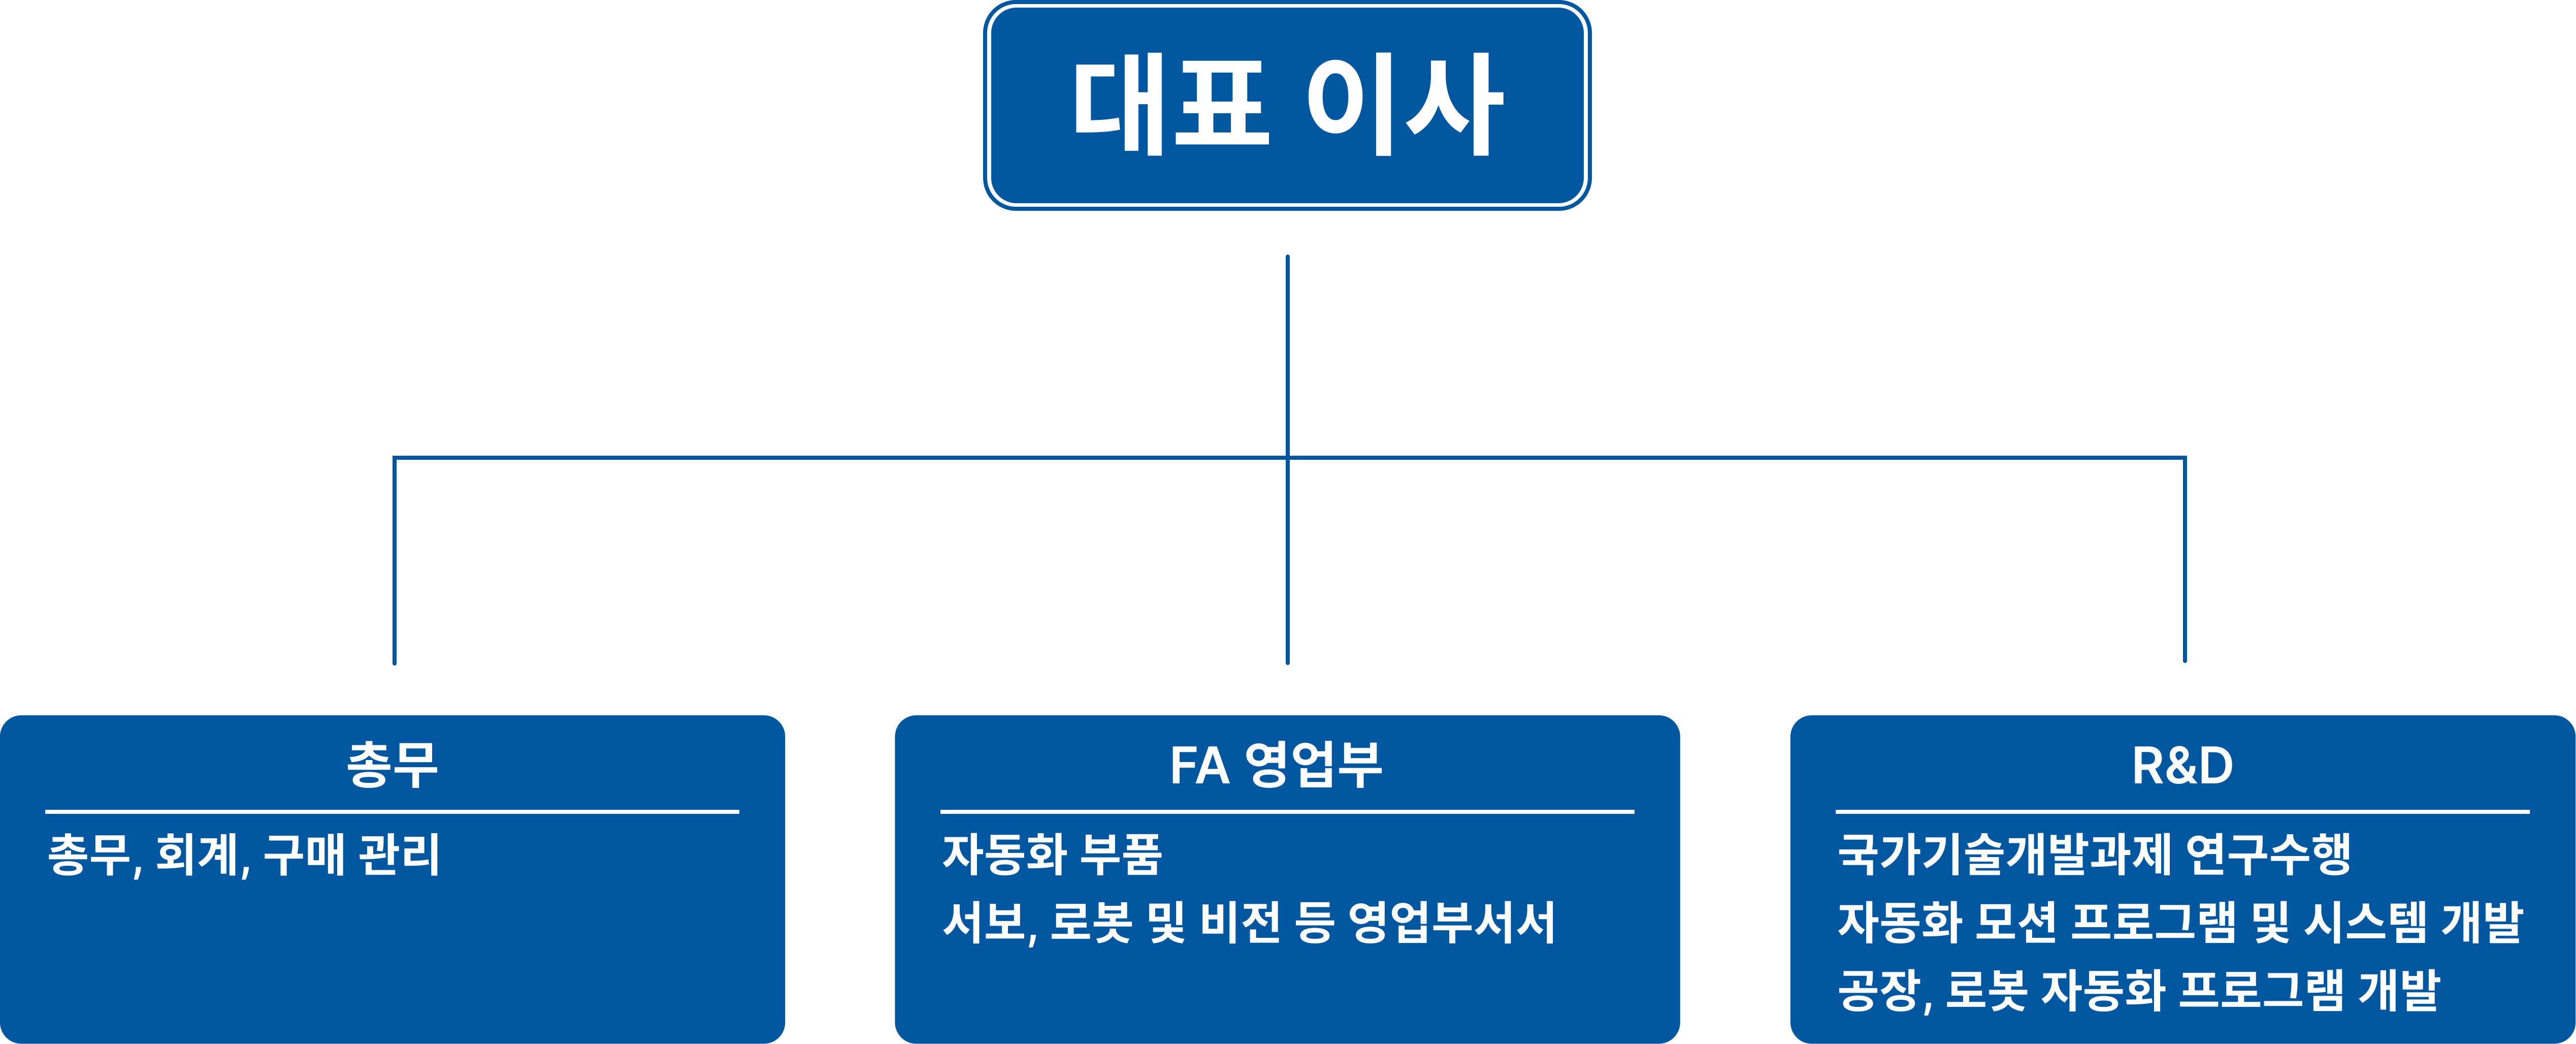 대표 이사
총무
총무, 회계, 구매 관리
FA 영업부
자동화 부품
서보, 로봇 및 비전 등 영업부서서
R&D
국가기술개발과제 연구수행
자동화 모션 프로그램 및 시스템 개발
공장, 로봇 자동화 프로그램 개발